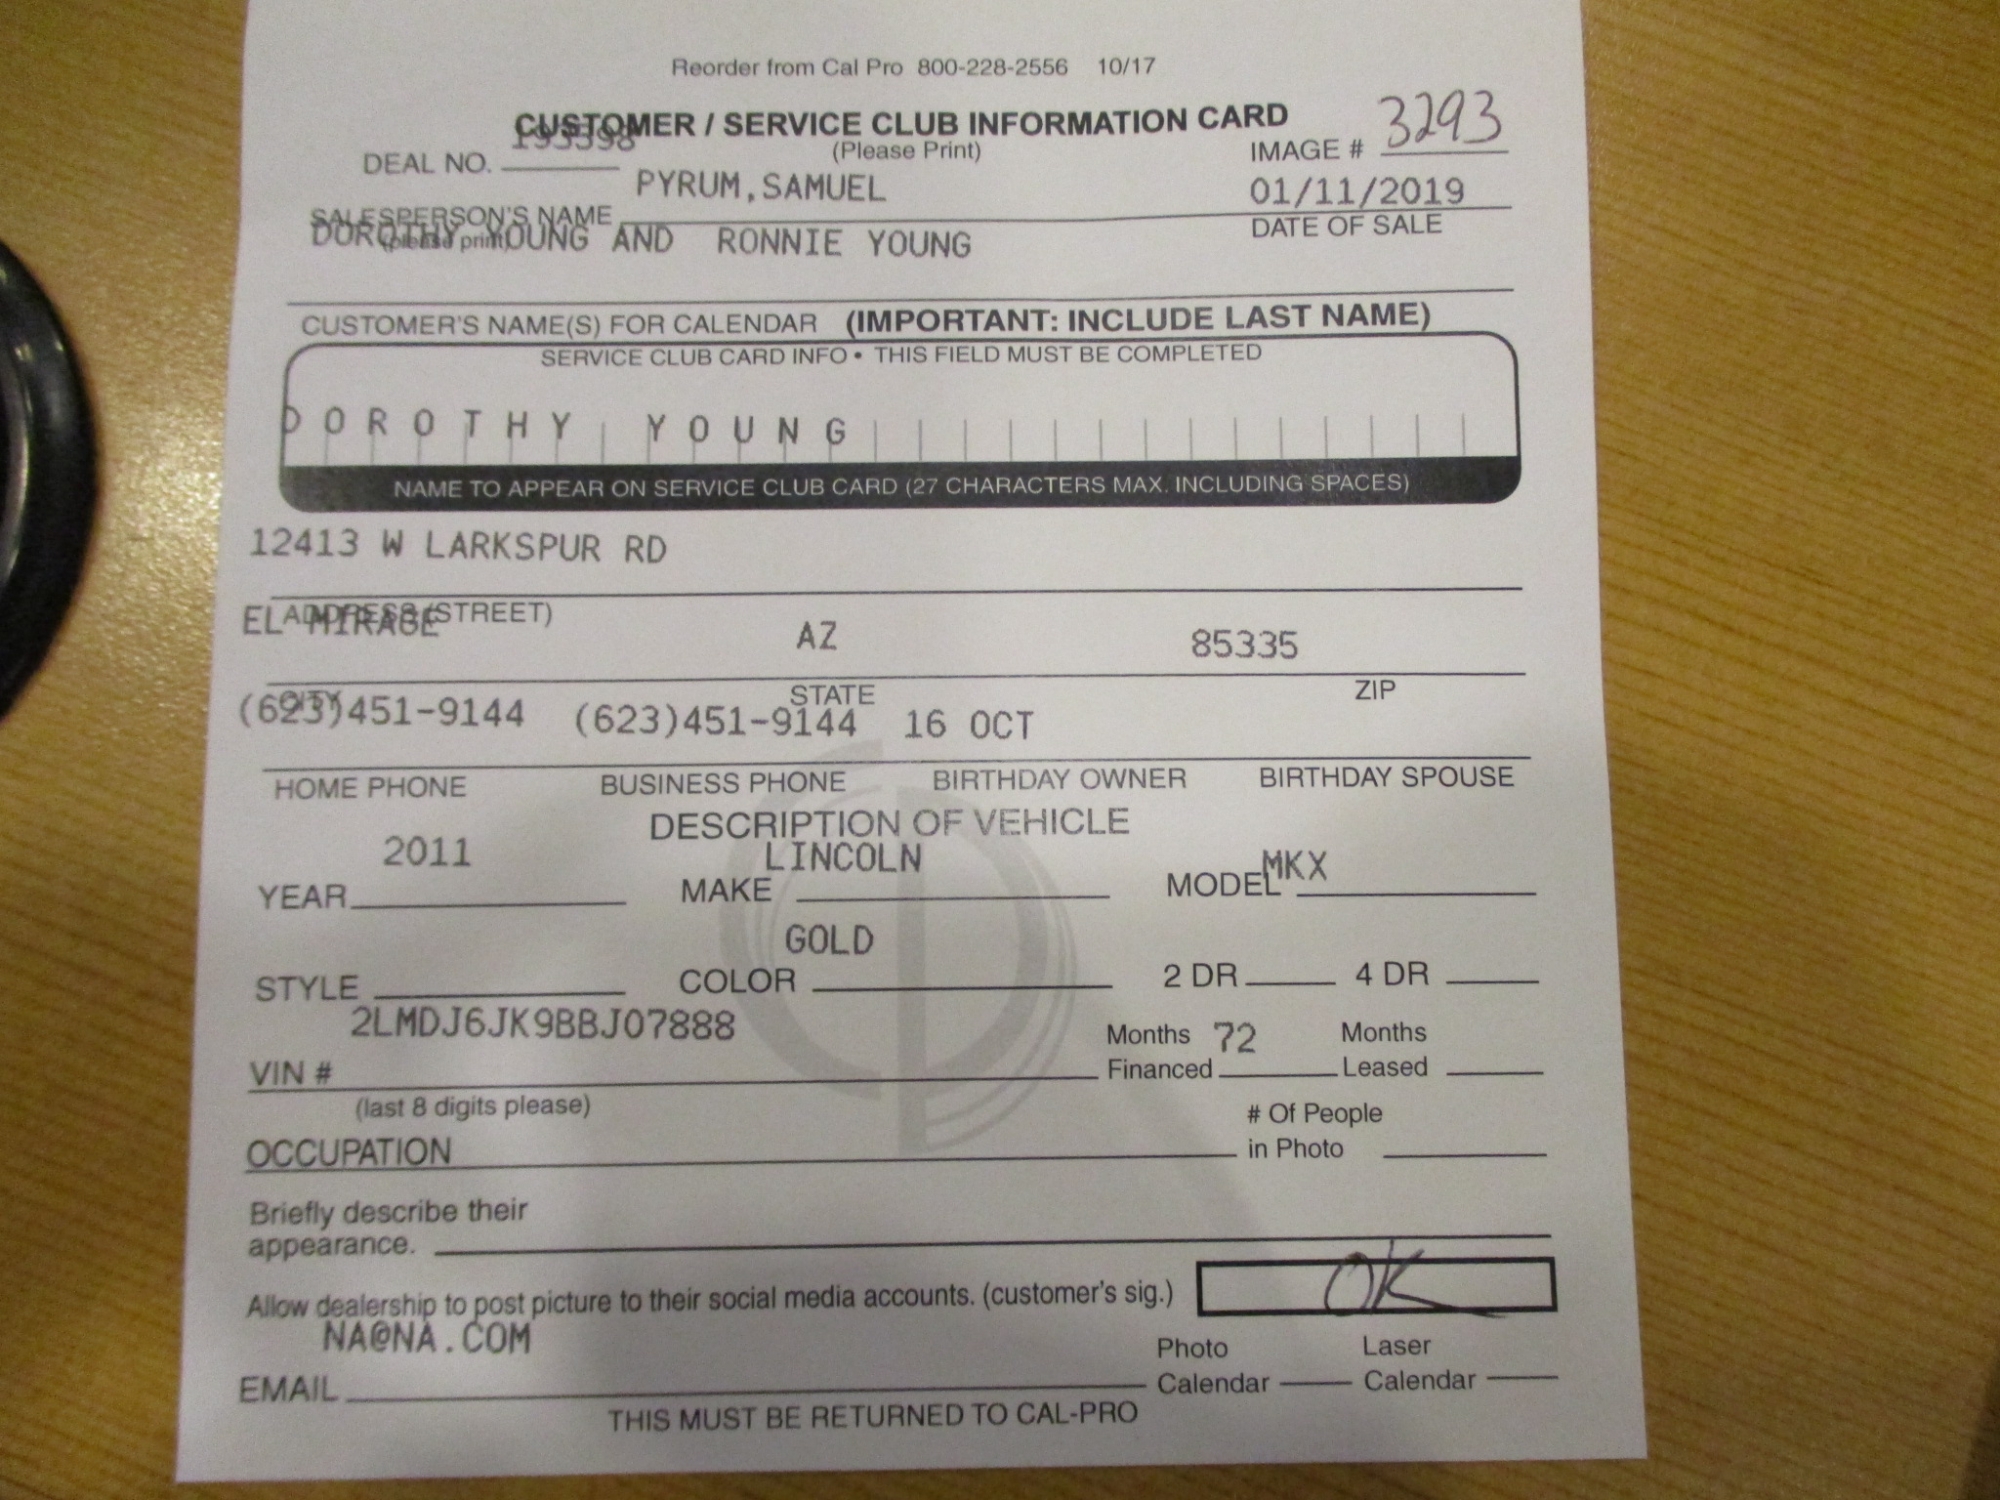 Reorder from Cal Pro 800-228-2556 10/17
CUSTOMER / SERVICE CLUB INFORMATION CARD
193398
(Please Print)
DEAL NO.
IMAGE # 3293
PYRUM,SAMUEL
01/11/2019
SALESPERSON'S NAME
(please print)
DATE OF SALE
DOROTHY YOUNG AND RONNIE YOUNG
CUSTOMER'S NAME(S) FOR CALENDAR (IMPORTANT: INCLUDE LAST NAME)
SERVICE CLUB CARD INFO • THIS FIELD MUST BE COMPLETED
DOROTHY YOUNG
NAME TO APPEAR ON SERVICE CLUB CARD (27 CHARACTERS MAX. INCLUDING SPACES)
12413 W LARKSPUR RD
ADDRESS (STREET)
EL MIRAGE AZ 85335
CITY STATE ZIP
(623)451-9144 (623)451-9144 16 OCT
HOME PHONE BUSINESS PHONE BIRTHDAY OWNER BIRTHDAY SPOUSE
DESCRIPTION OF VEHICLE
2011 LINCOLN MKX
YEAR MAKE MODEL
GOLD
STYLE COLOR 2 DR 4 DR
2LMDJ6JK9BBJ07888
Months 72 Months
VIN # Financed Leased
(last 8 digits please)
# Of People
OCCUPATION in Photo
Briefly describe their
appearance.
Allow dealership to post picture to their social media accounts. (customer's sig.) OK
NA@NA.COM
Photo Laser
EMAIL Calendar Calendar
THIS MUST BE RETURNED TO CAL-PRO